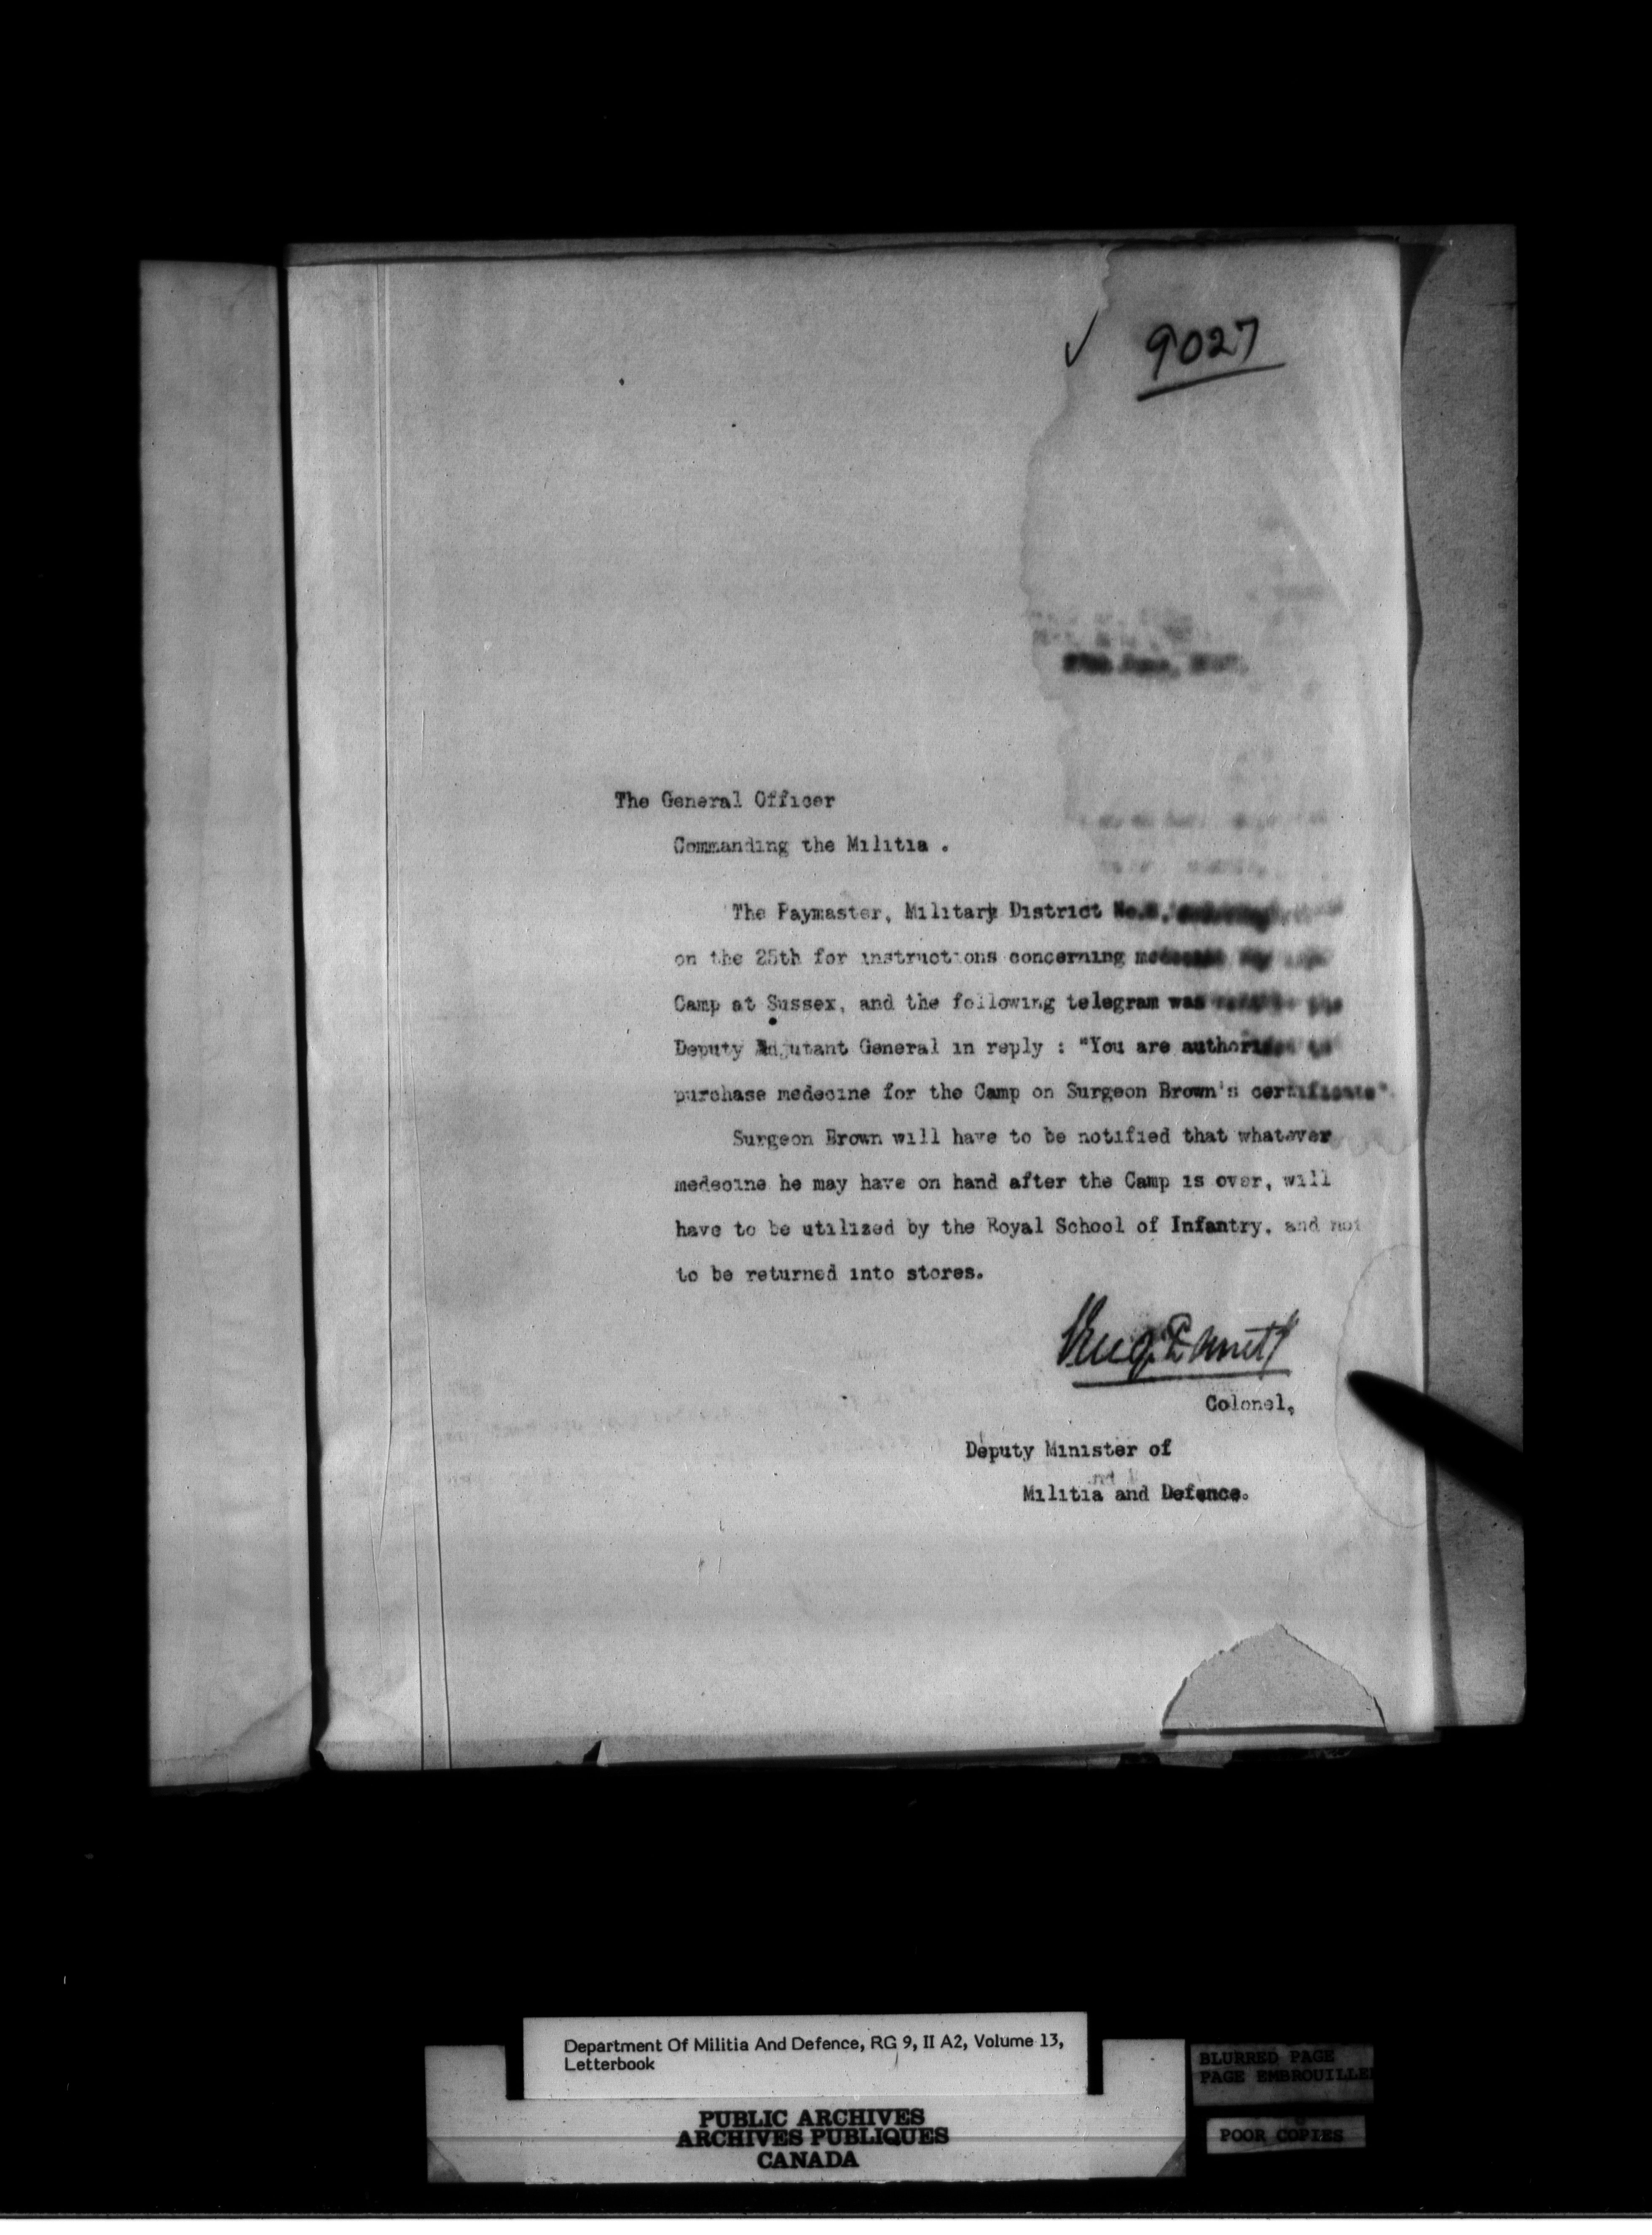 9027
The General Officer
Commanding the Militia .
The Paymaster, Military District
on the 25th for instructions concerning
Camp at Sussex, and the following telegram was
Deputy Adjutant General in reply : "You are authorized to
purchase medecine for the Camp on Surgeon Brown's certificate".
Surgeon Brown will have to be notified that whatever
medecine he may have on hand after the Camp is over, will
have to be utilized by the Royal School of Infantry, and not
to be returned into stores.
Colonel,
Deputy Minister of
Militia and Defence.
Department Of Militia And Defence, RG 9, II A2, Volume 13,
Letterbook
PUBLIC ARCHIVES
ARCHIVES PUBLIQUES
CANADA
BLURRED PAGE
PAGE EMBROUILLE
POOR COPIES